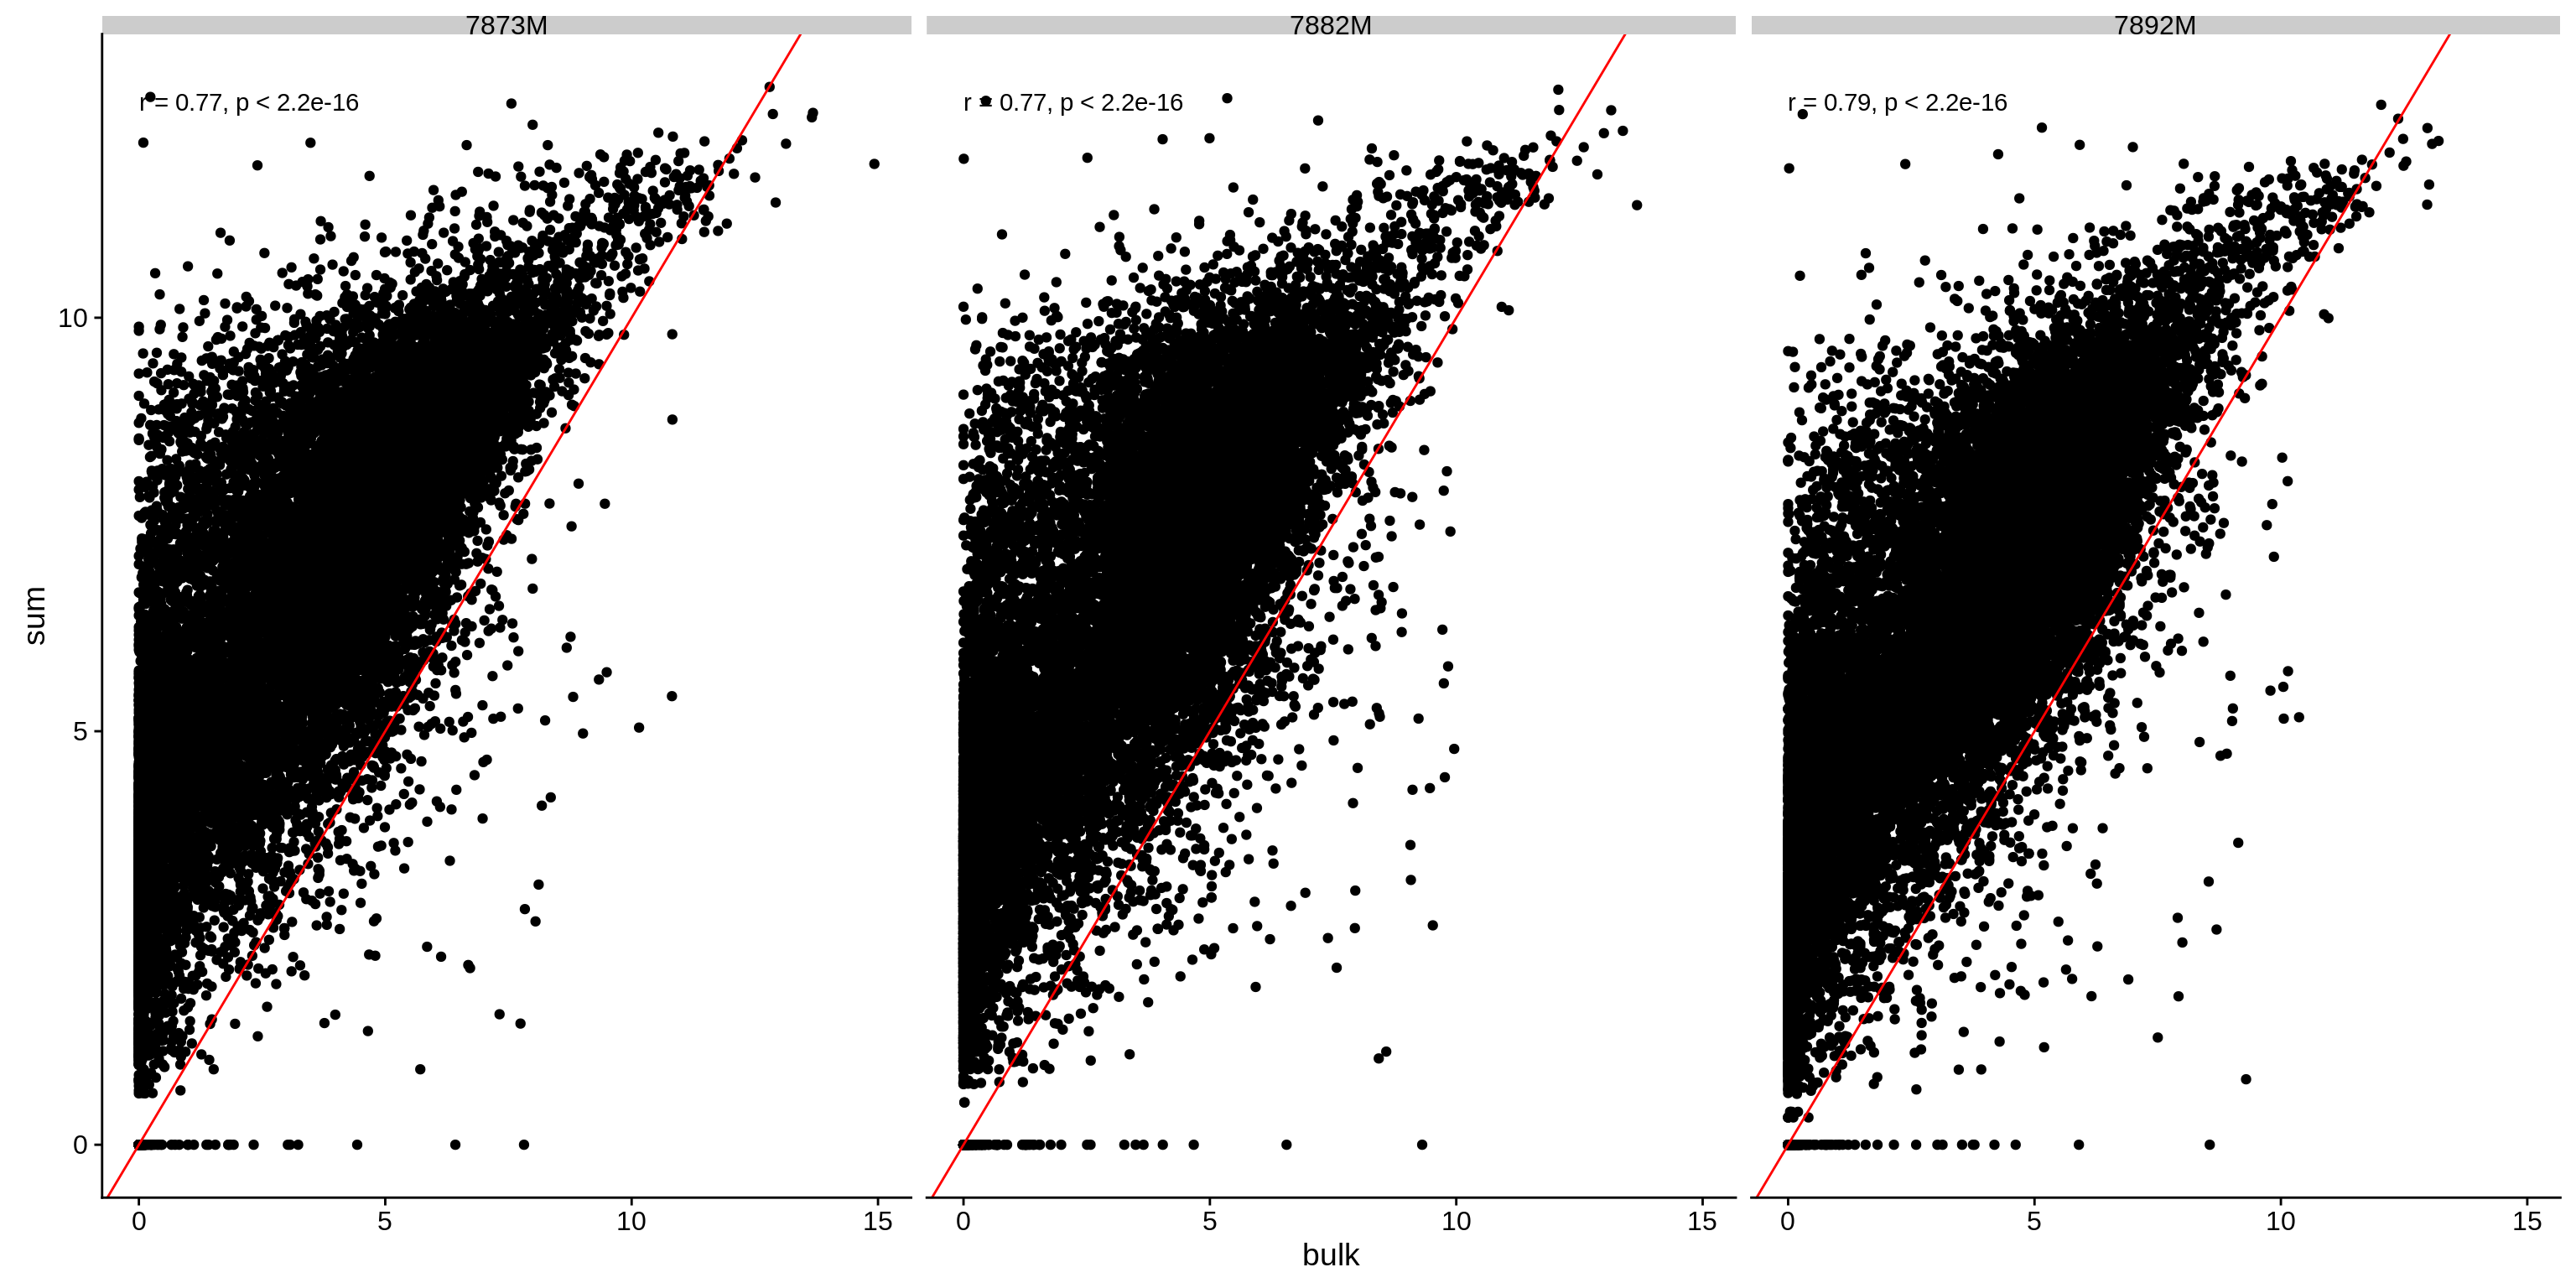 7873M 7882M 7892M
r = 0.77, p < 2.2e-16 r = 0.77, p < 2.2e-16 r = 0.79, p < 2.2e-16
10
5
0
sum
0 5 10 15 0 5 10 15 0 5 10 15
bulk